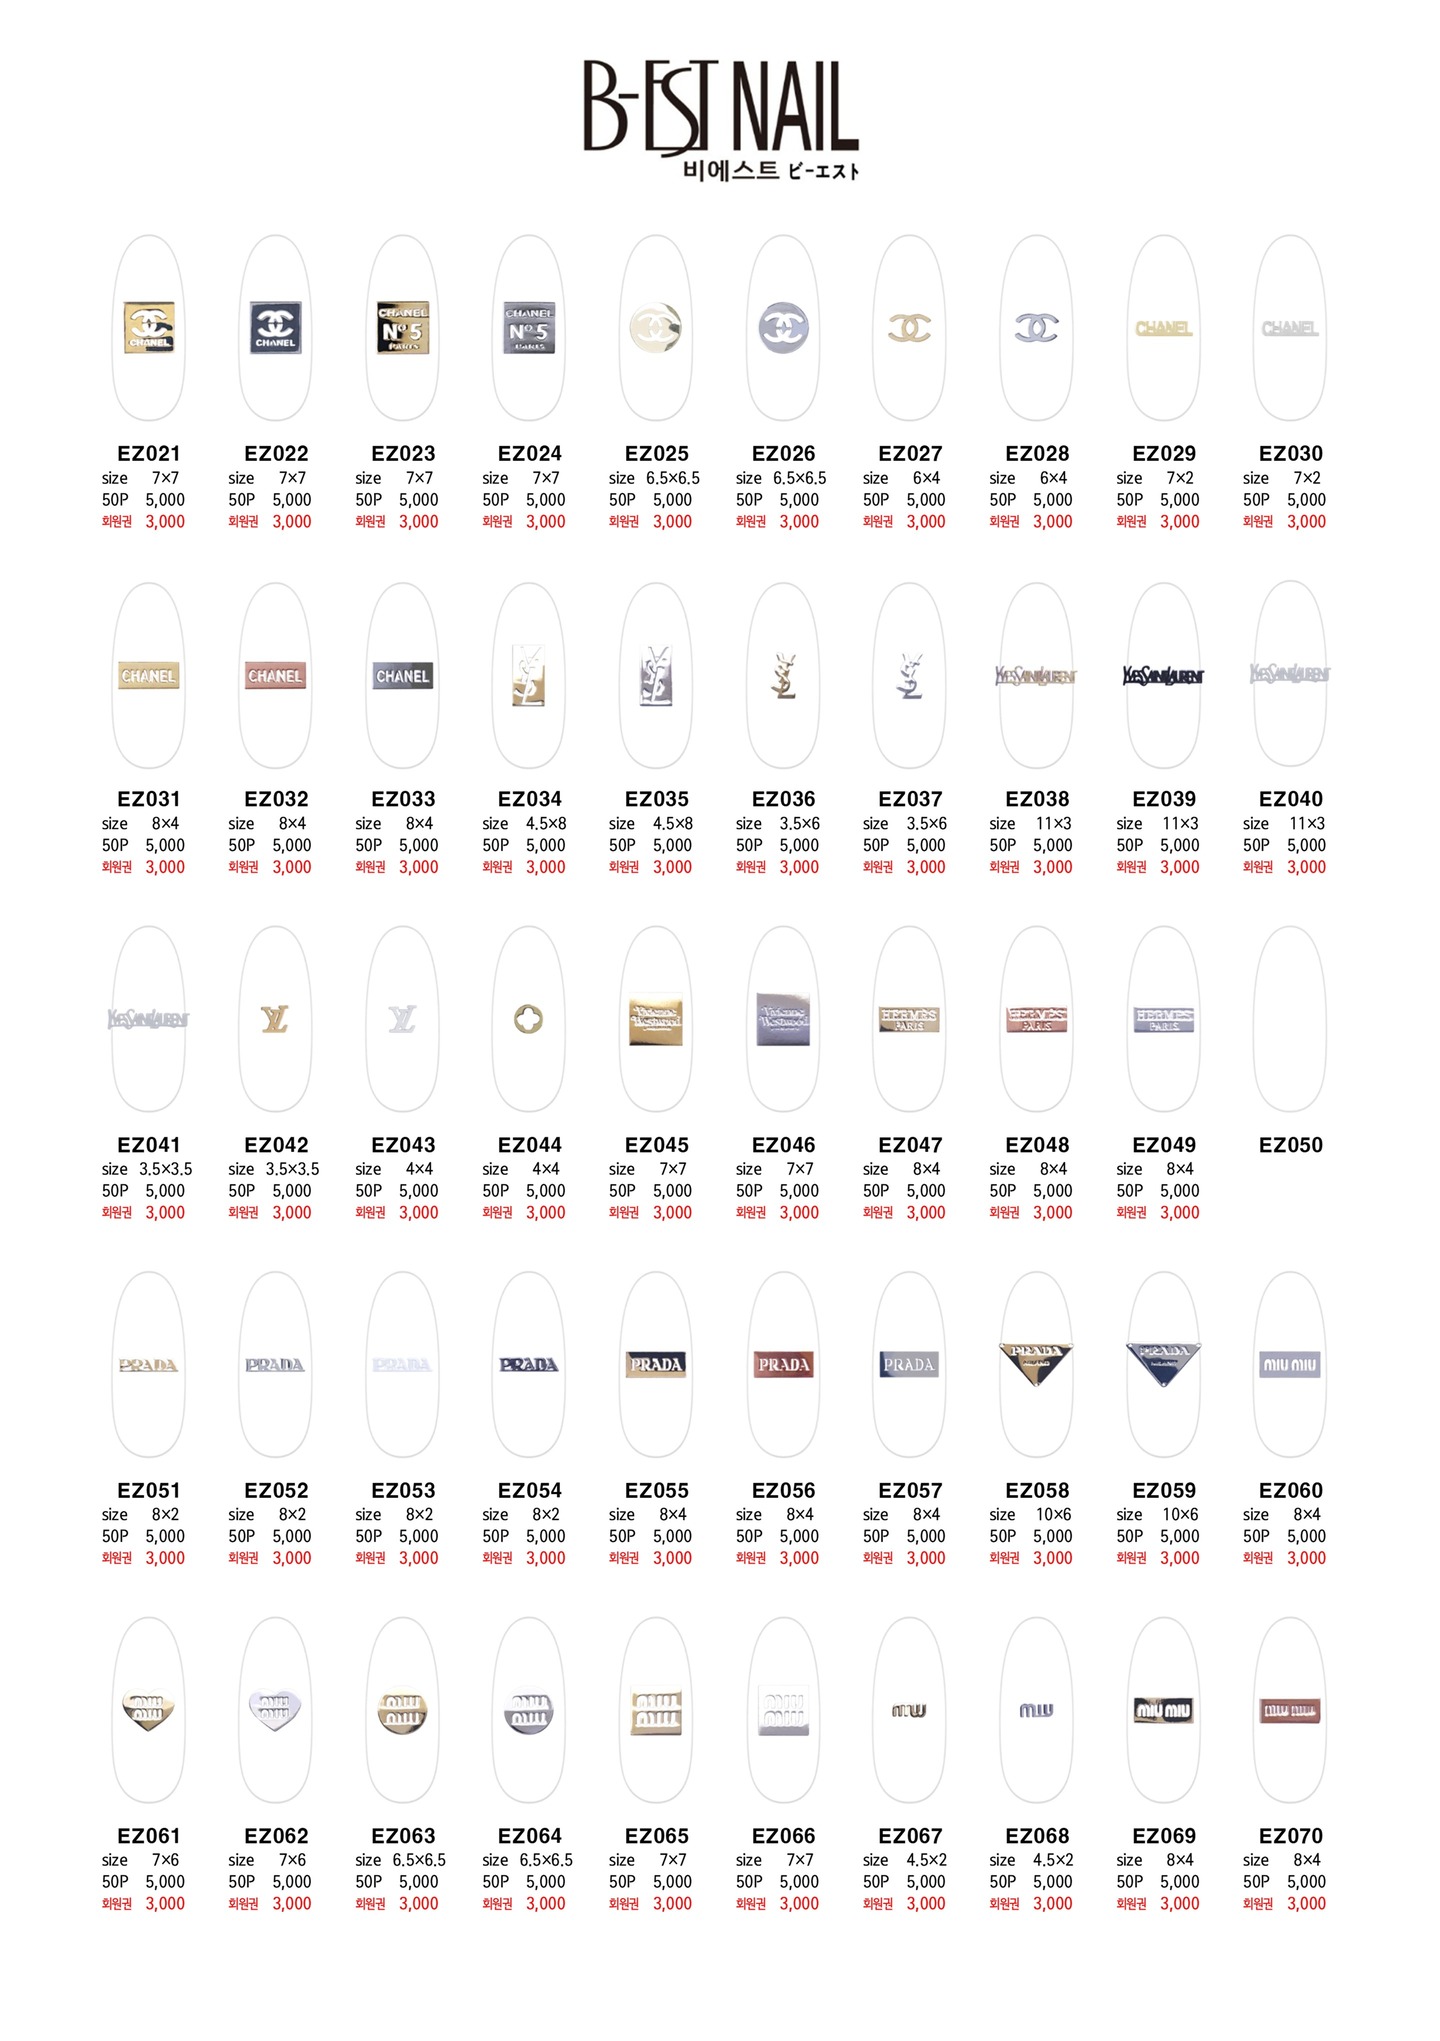 B-EST NAIL
비에스트 ビーエスト
CHANEL
CHANEL
CHANEL Nº5 PARIS
CHANEL Nº5 PARIS
CHANEL
CHANEL
EZ021 EZ022 EZ023 EZ024 EZ025 EZ026 EZ027 EZ028 EZ029 EZ030
size 7×7 size 7×7 size 7×7 size 7×7 size 6.5×6.5 size 6.5×6.5 size 6×4 size 6×4 size 7×2 size 7×2
50P 5,000 50P 5,000 50P 5,000 50P 5,000 50P 5,000 50P 5,000 50P 5,000 50P 5,000 50P 5,000 50P 5,000
회원권 3,000 회원권 3,000 회원권 3,000 회원권 3,000 회원권 3,000 회원권 3,000 회원권 3,000 회원권 3,000 회원권 3,000 회원권 3,000
CHANEL CHANEL CHANEL YSL YSL YSL YSL YVESSAINTLAURENT YVESSAINTLAURENT YVESSAINTLAURENT
EZ031 EZ032 EZ033 EZ034 EZ035 EZ036 EZ037 EZ038 EZ039 EZ040
size 8×4 size 8×4 size 8×4 size 4.5×8 size 4.5×8 size 3.5×6 size 3.5×6 size 11×3 size 11×3 size 11×3
50P 5,000 50P 5,000 50P 5,000 50P 5,000 50P 5,000 50P 5,000 50P 5,000 50P 5,000 50P 5,000 50P 5,000
회원권 3,000 회원권 3,000 회원권 3,000 회원권 3,000 회원권 3,000 회원권 3,000 회원권 3,000 회원권 3,000 회원권 3,000 회원권 3,000
YVESSAINTLAURENT LV LV Vivienne Westwood Vivienne Westwood HERMES PARIS HERMES PARIS HERMES PARIS
EZ041 EZ042 EZ043 EZ044 EZ045 EZ046 EZ047 EZ048 EZ049 EZ050
size 3.5×3.5 size 3.5×3.5 size 4×4 size 4×4 size 7×7 size 7×7 size 8×4 size 8×4 size 8×4
50P 5,000 50P 5,000 50P 5,000 50P 5,000 50P 5,000 50P 5,000 50P 5,000 50P 5,000 50P 5,000
회원권 3,000 회원권 3,000 회원권 3,000 회원권 3,000 회원권 3,000 회원권 3,000 회원권 3,000 회원권 3,000 회원권 3,000
PRADA PRADA PRADA PRADA PRADA PRADA PRADA PRADA MILANO PRADA MILANO miu miu
EZ051 EZ052 EZ053 EZ054 EZ055 EZ056 EZ057 EZ058 EZ059 EZ060
size 8×2 size 8×2 size 8×2 size 8×2 size 8×4 size 8×4 size 8×4 size 10×6 size 10×6 size 8×4
50P 5,000 50P 5,000 50P 5,000 50P 5,000 50P 5,000 50P 5,000 50P 5,000 50P 5,000 50P 5,000 50P 5,000
회원권 3,000 회원권 3,000 회원권 3,000 회원권 3,000 회원권 3,000 회원권 3,000 회원권 3,000 회원권 3,000 회원권 3,000 회원권 3,000
miu miu miu miu miu miu miu miu miu miu miu miu miu miu miu miu miu miu
EZ061 EZ062 EZ063 EZ064 EZ065 EZ066 EZ067 EZ068 EZ069 EZ070
size 7×6 size 7×6 size 6.5×6.5 size 6.5×6.5 size 7×7 size 7×7 size 4.5×2 size 4.5×2 size 8×4 size 8×4
50P 5,000 50P 5,000 50P 5,000 50P 5,000 50P 5,000 50P 5,000 50P 5,000 50P 5,000 50P 5,000 50P 5,000
회원권 3,000 회원권 3,000 회원권 3,000 회원권 3,000 회원권 3,000 회원권 3,000 회원권 3,000 회원권 3,000 회원권 3,000 회원권 3,000